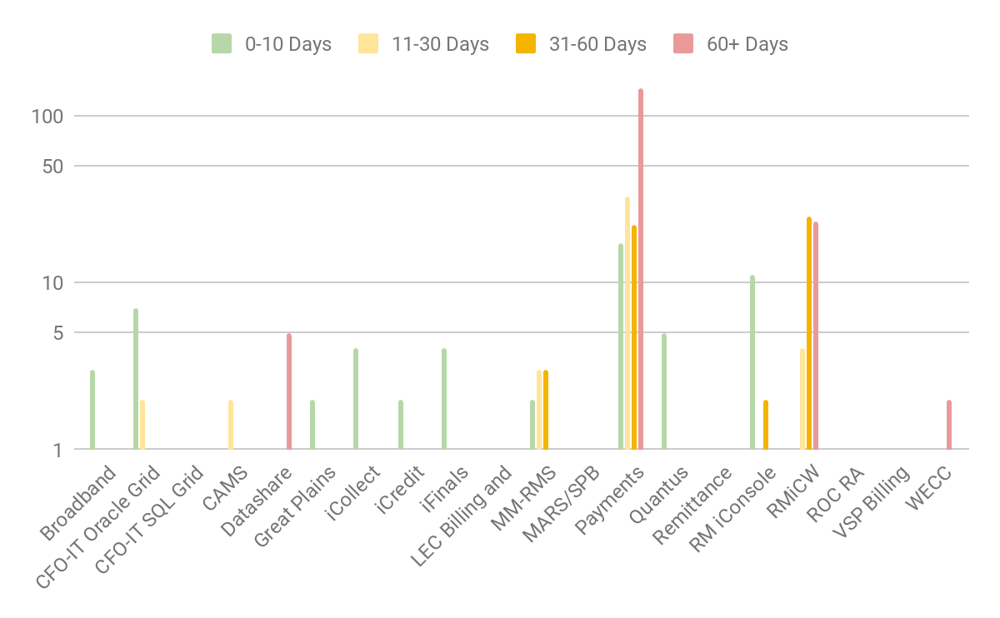 0-10 Days 11-30 Days 31-60 Days 60+ Days
100
50
10
5
1
Broadband
CFO-IT Oracle Grid
CFO-IT SQL Grid
CAMS
Datashare
Great Plains
iCollect
iCredit
iFinals
LEC Billing and
MM-RMS
MARS/SPB
Payments
Quantus
Remittance
RM iConsole
RMiCW
ROC RA
VSP Billing
WECC